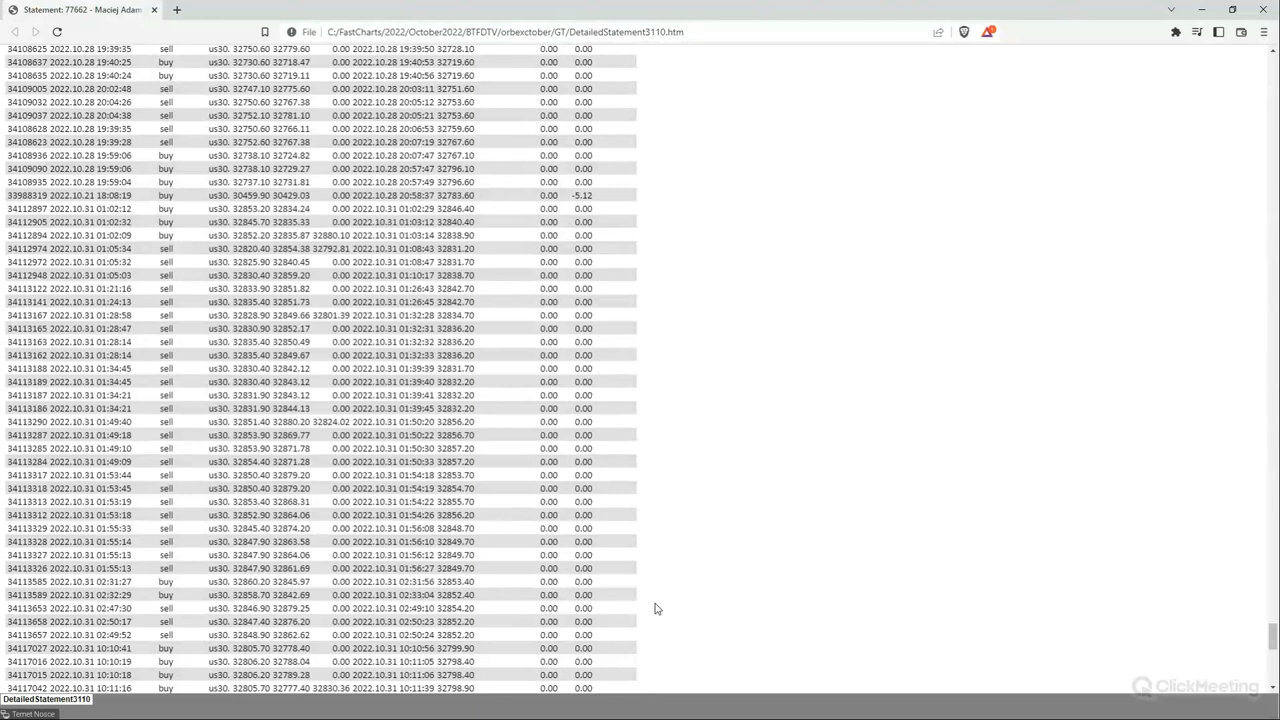 Statement: 77662 - Maciej Adam
File C:/FastCharts/2022/October2022/BTFDTV/orbexctober/GT/DetailedStatement3110.htm
34108625 2022.10.28 19:39:35 sell us30. 32750.60 32779.60 0.00 2022.10.28 19:39:50 32728.10 0.00 0.00
34108637 2022.10.28 19:40:25 buy us30. 32730.60 32718.47 0.00 2022.10.28 19:40:53 32719.60 0.00 0.00
34108635 2022.10.28 19:40:24 buy us30. 32730.60 32719.11 0.00 2022.10.28 19:40:56 32719.60 0.00 0.00
34109005 2022.10.28 20:02:48 sell us30. 32747.10 32775.60 0.00 2022.10.28 20:03:11 32751.60 0.00 0.00
34109032 2022.10.28 20:04:26 sell us30. 32750.60 32767.38 0.00 2022.10.28 20:05:12 32753.60 0.00 0.00
34109037 2022.10.28 20:04:38 sell us30. 32752.10 32781.10 0.00 2022.10.28 20:05:21 32753.60 0.00 0.00
34108628 2022.10.28 19:39:35 sell us30. 32750.60 32766.11 0.00 2022.10.28 20:06:53 32759.60 0.00 0.00
34108623 2022.10.28 19:39:28 sell us30. 32752.60 32767.38 0.00 2022.10.28 20:07:19 32767.60 0.00 0.00
34108936 2022.10.28 19:59:06 buy us30. 32738.10 32724.82 0.00 2022.10.28 20:07:47 32767.10 0.00 0.00
34109090 2022.10.28 19:59:06 buy us30. 32738.10 32729.27 0.00 2022.10.28 20:57:47 32796.10 0.00 0.00
34108935 2022.10.28 19:59:04 buy us30. 32737.10 32731.81 0.00 2022.10.28 20:57:49 32796.60 0.00 0.00
33988319 2022.10.21 18:08:19 buy us30. 30459.90 30429.03 0.00 2022.10.28 20:58:37 32783.60 0.00 -5.12
34112897 2022.10.31 01:02:12 buy us30. 32853.20 32834.24 0.00 2022.10.31 01:02:29 32846.40 0.00 0.00
34112905 2022.10.31 01:02:32 buy us30. 32845.70 32835.33 0.00 2022.10.31 01:03:12 32840.40 0.00 0.00
34112894 2022.10.31 01:02:09 buy us30. 32852.20 32835.87 32880.10 2022.10.31 01:03:14 32838.90 0.00 0.00
34112974 2022.10.31 01:05:34 sell us30. 32820.40 32854.38 32792.81 2022.10.31 01:08:43 32831.20 0.00 0.00
34112972 2022.10.31 01:05:32 sell us30. 32825.90 32840.45 0.00 2022.10.31 01:08:47 32831.70 0.00 0.00
34112948 2022.10.31 01:05:03 sell us30. 32830.40 32859.20 0.00 2022.10.31 01:10:17 32838.70 0.00 0.00
34113122 2022.10.31 01:21:16 sell us30. 32833.90 32851.82 0.00 2022.10.31 01:26:43 32842.70 0.00 0.00
34113141 2022.10.31 01:24:13 sell us30. 32835.40 32851.73 0.00 2022.10.31 01:26:45 32842.70 0.00 0.00
34113167 2022.10.31 01:28:58 sell us30. 32828.90 32849.66 32801.39 2022.10.31 01:32:28 32834.70 0.00 0.00
34113165 2022.10.31 01:28:47 sell us30. 32830.90 32852.17 0.00 2022.10.31 01:32:31 32836.20 0.00 0.00
34113163 2022.10.31 01:28:14 sell us30. 32835.40 32850.49 0.00 2022.10.31 01:32:32 32836.20 0.00 0.00
34113162 2022.10.31 01:28:14 sell us30. 32835.40 32849.67 0.00 2022.10.31 01:32:33 32836.20 0.00 0.00
34113188 2022.10.31 01:34:45 sell us30. 32830.40 32842.12 0.00 2022.10.31 01:39:39 32831.70 0.00 0.00
34113189 2022.10.31 01:34:45 sell us30. 32830.40 32843.12 0.00 2022.10.31 01:39:40 32832.20 0.00 0.00
34113187 2022.10.31 01:34:21 sell us30. 32831.90 32843.12 0.00 2022.10.31 01:39:41 32832.20 0.00 0.00
34113186 2022.10.31 01:34:21 sell us30. 32831.90 32844.13 0.00 2022.10.31 01:39:45 32832.20 0.00 0.00
34113290 2022.10.31 01:49:40 sell us30. 32851.40 32880.20 32824.02 2022.10.31 01:50:20 32856.20 0.00 0.00
34113287 2022.10.31 01:49:18 sell us30. 32853.90 32869.77 0.00 2022.10.31 01:50:22 32856.70 0.00 0.00
34113285 2022.10.31 01:49:10 sell us30. 32853.90 32871.78 0.00 2022.10.31 01:50:30 32857.20 0.00 0.00
34113284 2022.10.31 01:49:09 sell us30. 32854.40 32871.28 0.00 2022.10.31 01:50:33 32857.20 0.00 0.00
34113317 2022.10.31 01:53:44 sell us30. 32850.40 32879.20 0.00 2022.10.31 01:54:18 32853.70 0.00 0.00
34113318 2022.10.31 01:53:45 sell us30. 32850.40 32879.20 0.00 2022.10.31 01:54:19 32854.70 0.00 0.00
34113313 2022.10.31 01:53:19 sell us30. 32853.40 32868.31 0.00 2022.10.31 01:54:22 32855.70 0.00 0.00
34113312 2022.10.31 01:53:18 sell us30. 32852.90 32864.06 0.00 2022.10.31 01:54:26 32856.20 0.00 0.00
34113329 2022.10.31 01:55:33 sell us30. 32845.40 32874.20 0.00 2022.10.31 01:56:08 32848.70 0.00 0.00
34113328 2022.10.31 01:55:14 sell us30. 32847.90 32863.58 0.00 2022.10.31 01:56:10 32849.70 0.00 0.00
34113327 2022.10.31 01:55:13 sell us30. 32847.90 32864.06 0.00 2022.10.31 01:56:12 32849.70 0.00 0.00
34113326 2022.10.31 01:55:13 sell us30. 32847.90 32861.69 0.00 2022.10.31 01:56:27 32849.70 0.00 0.00
34113585 2022.10.31 02:31:27 buy us30. 32860.20 32845.97 0.00 2022.10.31 02:31:56 32853.40 0.00 0.00
34113589 2022.10.31 02:32:29 buy us30. 32858.70 32842.69 0.00 2022.10.31 02:33:04 32852.40 0.00 0.00
34113653 2022.10.31 02:47:30 sell us30. 32846.90 32879.25 0.00 2022.10.31 02:49:10 32854.20 0.00 0.00
34113658 2022.10.31 02:50:17 sell us30. 32847.40 32876.20 0.00 2022.10.31 02:50:23 32852.20 0.00 0.00
34113657 2022.10.31 02:49:52 sell us30. 32848.90 32862.62 0.00 2022.10.31 02:50:24 32852.20 0.00 0.00
34117027 2022.10.31 10:10:41 buy us30. 32805.70 32778.40 0.00 2022.10.31 10:10:56 32799.90 0.00 0.00
34117016 2022.10.31 10:10:19 buy us30. 32806.20 32788.04 0.00 2022.10.31 10:11:05 32798.40 0.00 0.00
34117015 2022.10.31 10:10:18 buy us30. 32806.20 32789.28 0.00 2022.10.31 10:11:06 32798.40 0.00 0.00
34117042 2022.10.31 10:11:16 buy us30. 32805.70 32777.40 32830.36 2022.10.31 10:11:39 32798.90 0.00 0.00
DetailedStatement3110
ClickMeeting
Temet Nosce